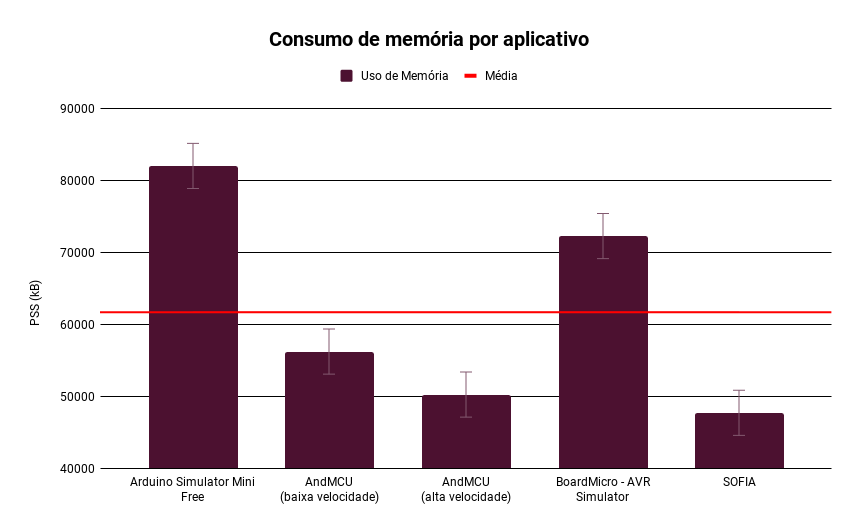 Consumo de memória por aplicativo
Uso de Memória
Média
90000
80000
70000
60000
50000
40000
PSS (kB)
Arduino Simulator Mini
Free
AndMCU
(baixa velocidade)
AndMCU
(alta velocidade)
BoardMicro - AVR
Simulator
SOFIA